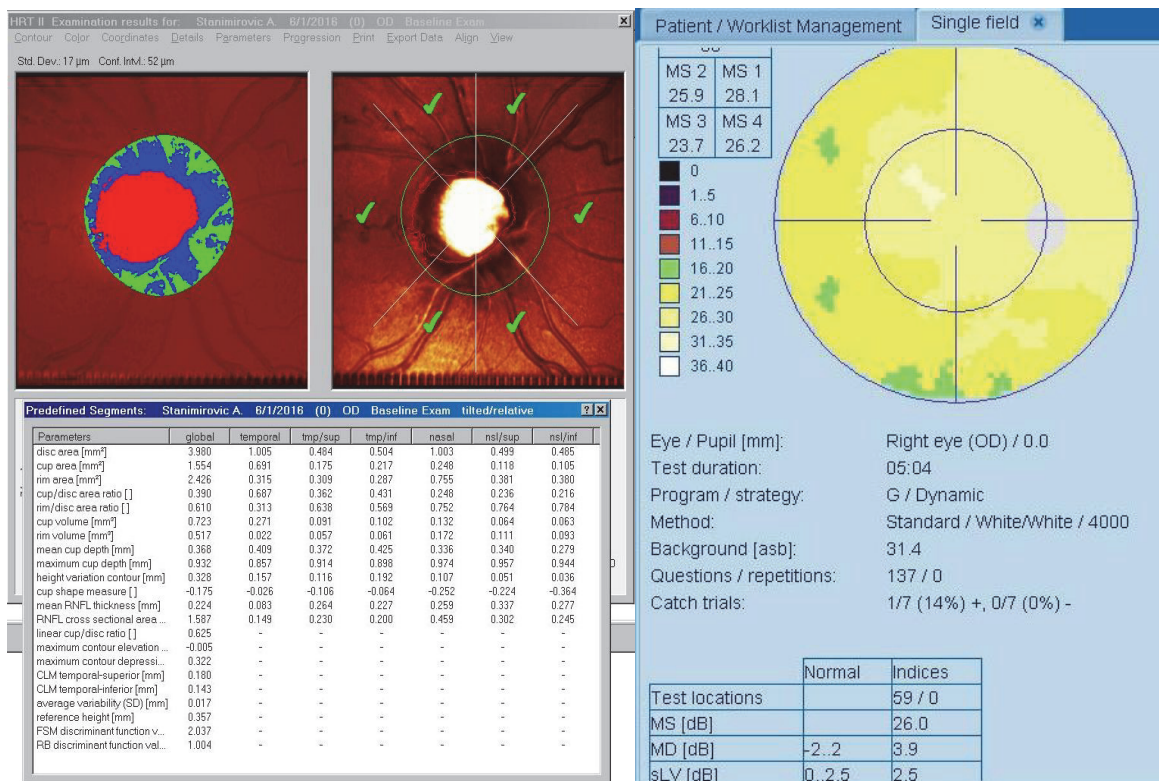 HRT II Examination results for: Stanimirovic A. 6/1/2016 (0) OD Baseline Exam
Contour Color Coordinates Details Parameters Progression Print Export Data Align View
Std. Dev.: 17 µm Conf. Intvl.: 52 µm
Predefined Segments: Stanimirovic A. 6/1/2016 (0) OD Baseline Exam tilted/relative
Parameters global temporal tmp/sup tmp/inf nasal nsl/sup nsl/inf
disc area [mm²] 3.980 1.005 0.484 0.504 1.003 0.499 0.485
cup area [mm²] 1.554 0.691 0.175 0.217 0.248 0.118 0.105
rim area [mm²] 2.426 0.315 0.309 0.287 0.755 0.381 0.380
cup/disc area ratio [ ] 0.390 0.687 0.362 0.431 0.248 0.236 0.216
rim/disc area ratio [ ] 0.610 0.313 0.638 0.569 0.752 0.764 0.784
cup volume [mm³] 0.723 0.271 0.091 0.102 0.132 0.064 0.063
rim volume [mm³] 0.517 0.022 0.057 0.061 0.172 0.111 0.093
mean cup depth [mm] 0.368 0.409 0.372 0.425 0.336 0.340 0.279
maximum cup depth [mm] 0.932 0.857 0.914 0.898 0.974 0.957 0.944
height variation contour [mm] 0.328 0.157 0.116 0.192 0.107 0.051 0.036
cup shape measure [ ] -0.175 -0.026 -0.106 -0.064 -0.252 -0.224 -0.364
mean RNFL thickness [mm] 0.224 0.083 0.264 0.227 0.259 0.337 0.277
RNFL cross sectional area ... 1.587 0.149 0.230 0.200 0.459 0.302 0.245
linear cup/disc ratio [ ] 0.625 - - - - - -
maximum contour elevation ... -0.005 - - - - - -
maximum contour depressi... 0.322 - - - - - -
CLM temporal-superior [mm] 0.180 - - - - - -
CLM temporal-inferior [mm] 0.143 - - - - - -
average variability (SD) [mm] 0.017 - - - - - -
reference height [mm] 0.357 - - - - - -
FSM discriminant function v... 2.037 - - - - - -
RB discriminant function val... 1.004 - - - - - -
Patient / Worklist Management Single field
MS 2 MS 1
25.9 28.1
MS 3 MS 4
23.7 26.2
0
1..5
6..10
11..15
16..20
21..25
26..30
31..35
36..40
Eye / Pupil [mm]: Right eye (OD) / 0.0
Test duration: 05:04
Program / strategy: G / Dynamic
Method: Standard / White/White / 4000
Background [asb]: 31.4
Questions / repetitions: 137 / 0
Catch trials: 1/7 (14%) +, 0/7 (0%) -
Normal Indices
Test locations 59 / 0
MS [dB] 26.0
MD [dB] -2..2 3.9
sLV [dB] 0..2.5 2.5